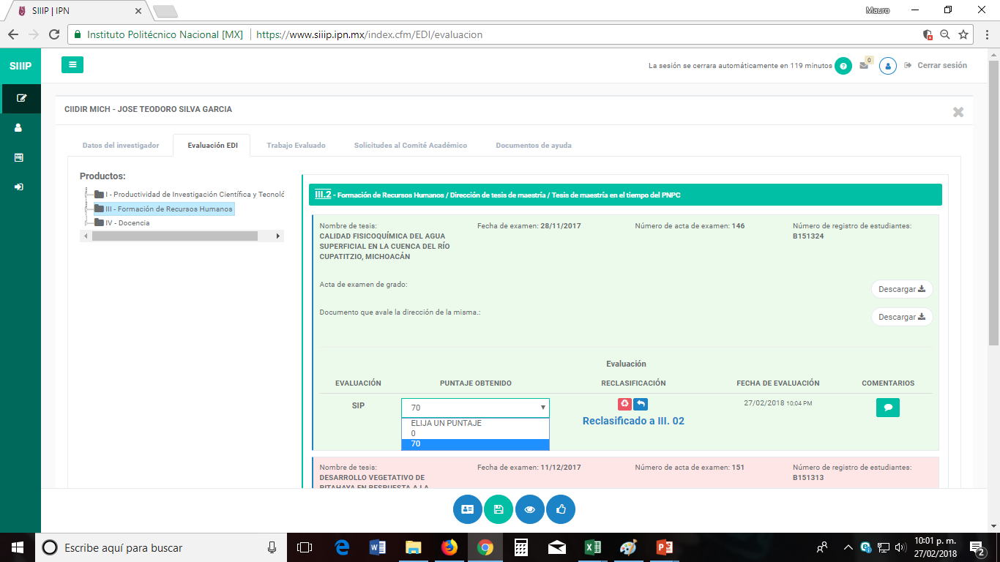 SIIIP | IPN
Mauro
Instituto Politécnico Nacional [MX]
https://www.siiip.ipn.mx/index.cfm/EDI/evaluacion
SIIIP
La sesión se cerrara automáticamente en 119 minutos
0
Cerrar sesión
CIIDIR MICH - JOSE TEODORO SILVA GARCIA
Datos del investigador
Evaluación EDI
Trabajo Evaluado
Solicitudes al Comité Académico
Documentos de ayuda
Productos:
I - Productividad de Investigación Científica y Tecnoló
III - Formación de Recursos Humanos
IV - Docencia
III.2 - Formación de Recursos Humanos / Dirección de tesis de maestría / Tesis de maestría en el tiempo del PNPC
Nombre de tesis:
CALIDAD FISICOQUÍMICA DEL AGUA
SUPERFICIAL EN LA CUENCA DEL RÍO
CUPATITZIO, MICHOACÁN
Fecha de examen: 28/11/2017
Número de acta de examen: 146
Número de registro de estudiantes:
B151324
Acta de examen de grado:
Descargar
Documento que avale la dirección de la misma.:
Descargar
Evaluación
EVALUACIÓN
PUNTAJE OBTENIDO
RECLASIFICACIÓN
FECHA DE EVALUACIÓN
COMENTARIOS
SIP
70
ELIJA UN PUNTAJE
0
70
Reclasificado a III. 02
27/02/2018 10:04 PM
Nombre de tesis:
DESARROLLO VEGETATIVO DE
PITAHAYA EN RESPUESTA A LA
Fecha de examen: 11/12/2017
Número de acta de examen: 151
Número de registro de estudiantes:
B151313
Escribe aquí para buscar
10:01 p. m.
27/02/2018
2